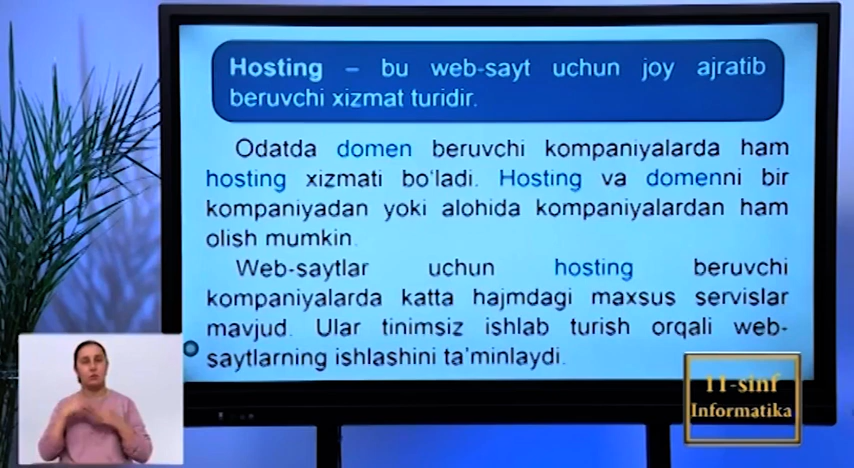 Hosting – bu web-sayt uchun joy ajratib
beruvchi xizmat turidir.
Odatda domen beruvchi kompaniyalarda ham
hosting xizmati bo‘ladi. Hosting va domenni bir
kompaniyadan yoki alohida kompaniyalardan ham
olish mumkin.
Web-saytlar uchun hosting beruvchi
kompaniyalarda katta hajmdagi maxsus servislar
mavjud. Ular tinimsiz ishlab turish orqali web-
saytlarning ishlashini ta’minlaydi.
11-sinf
Informatika